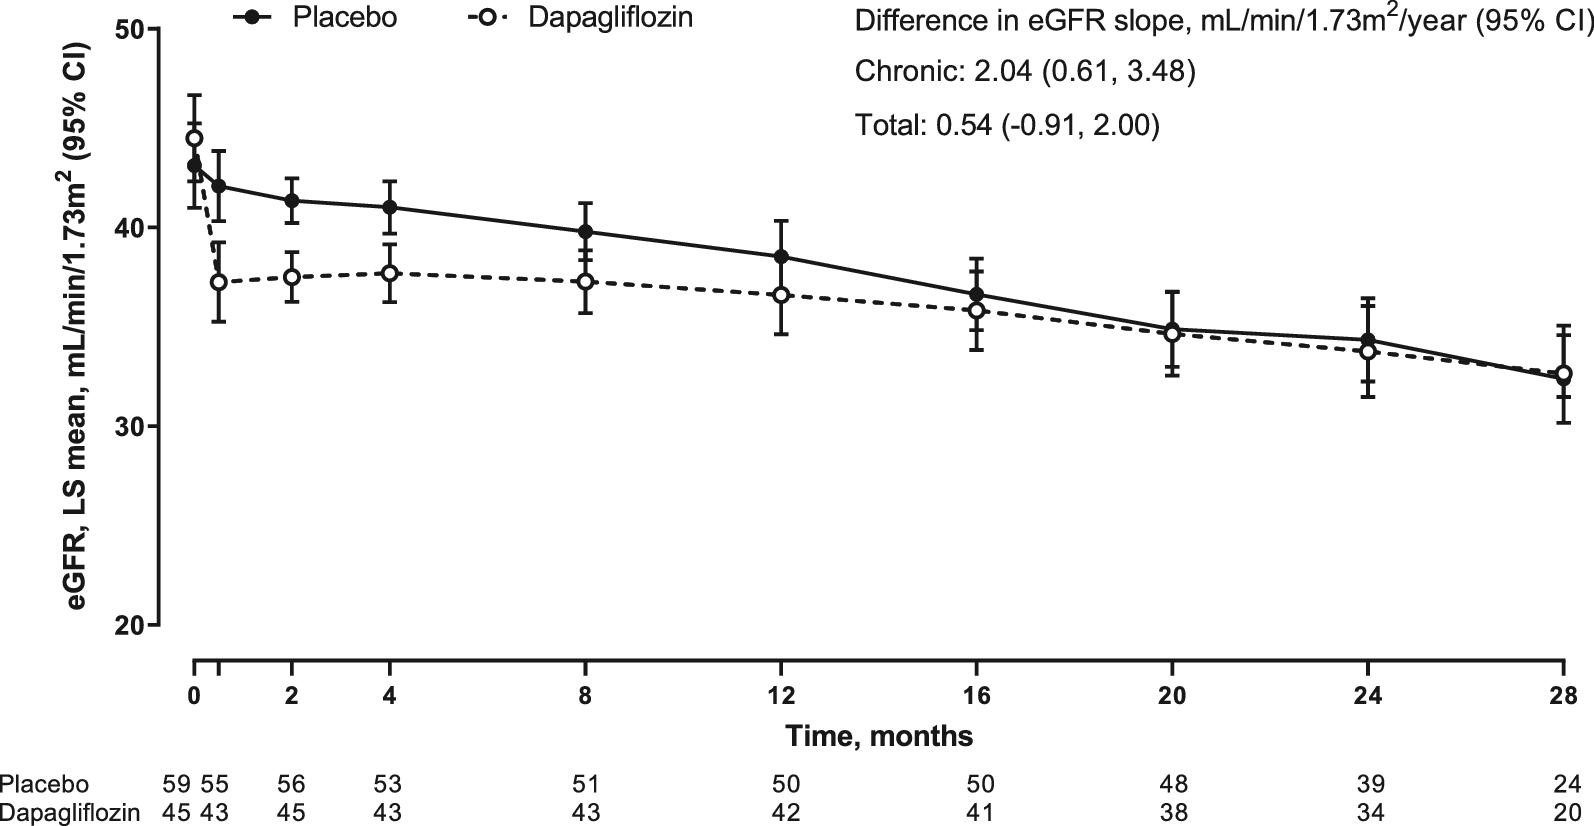 Placebo Dapagliflozin
Difference in eGFR slope, mL/min/1.73m2/year (95% CI)
Chronic: 2.04 (0.61, 3.48)
Total: 0.54 (-0.91, 2.00)
eGFR, LS mean, mL/min/1.73m2 (95% CI)
50
40
30
20
0 2 4 8 12 16 20 24 28
Time, months
Placebo 59 55 56 53 51 50 50 48 39 24
Dapagliflozin 45 43 45 43 43 42 41 38 34 20